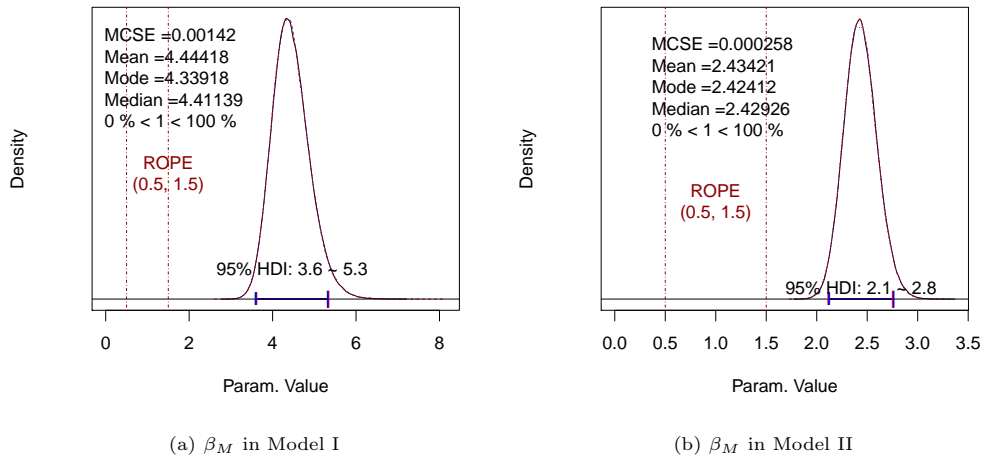 MCSE =0.00142
Mean =4.44418
Mode =4.33918
Median =4.41139
0 % < 1 < 100 %
ROPE
(0.5, 1.5)
95% HDI: 3.6 ~ 5.3
Density
0 2 4 6 8
Param. Value
(a) β_M in Model I
MCSE =0.000258
Mean =2.43421
Mode =2.42412
Median =2.42926
0 % < 1 < 100 %
ROPE
(0.5, 1.5)
95% HDI: 2.1 ~ 2.8
Density
0.0 0.5 1.0 1.5 2.0 2.5 3.0 3.5
Param. Value
(b) β_M in Model II